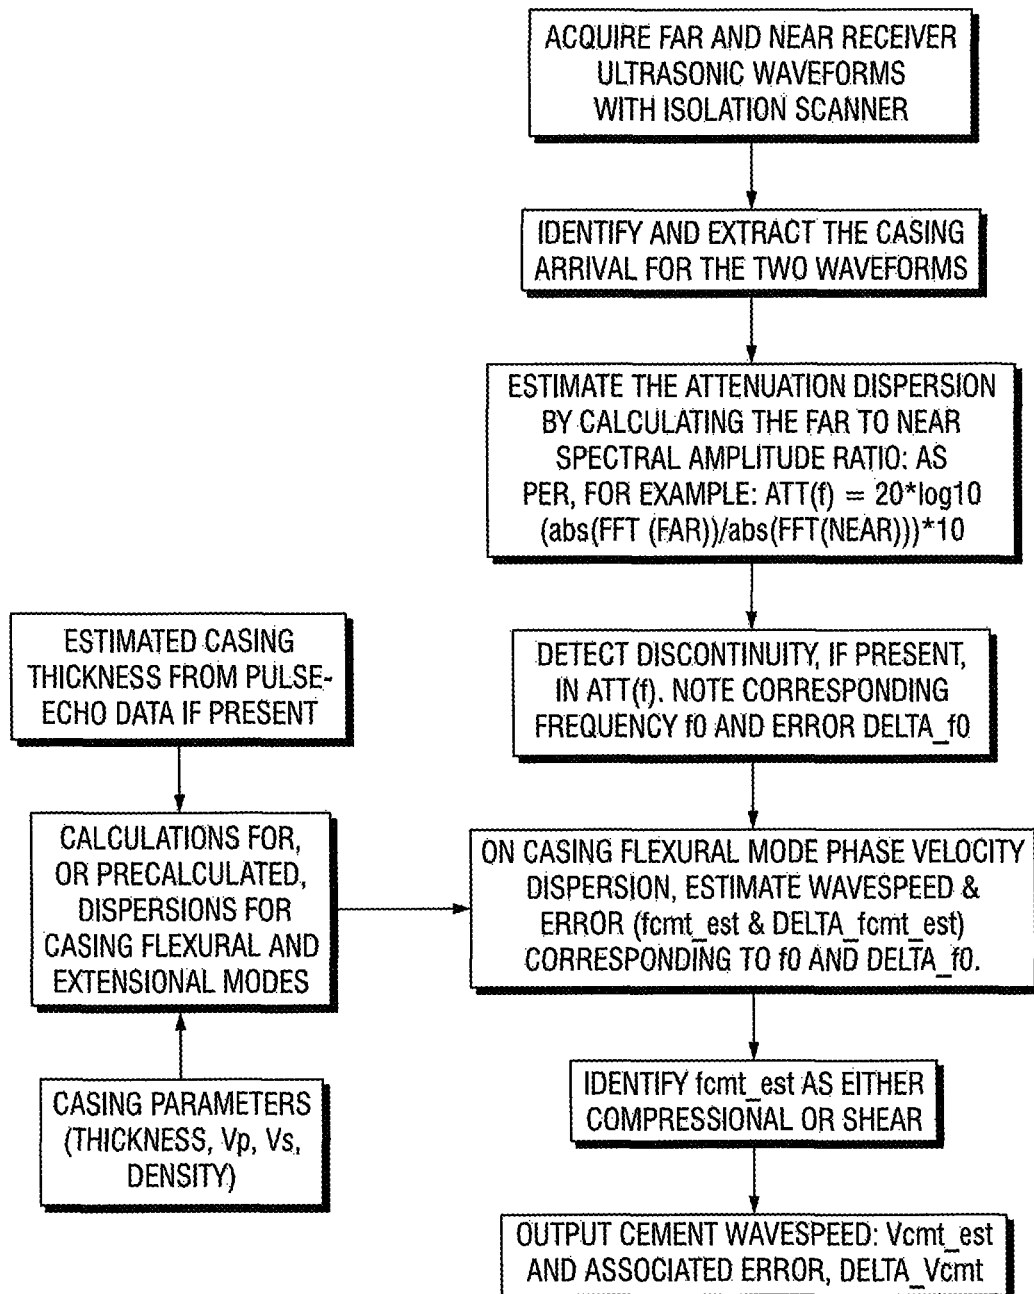 ACQUIRE FAR AND NEAR RECEIVER
ULTRASONIC WAVEFORMS
WITH ISOLATION SCANNER
IDENTIFY AND EXTRACT THE CASING
ARRIVAL FOR THE TWO WAVEFORMS
ESTIMATE THE ATTENUATION DISPERSION
BY CALCULATING THE FAR TO NEAR
SPECTRAL AMPLITUDE RATIO: AS
PER, FOR EXAMPLE: ATT(f) = 20*log10
(abs(FFT (FAR))/abs(FFT(NEAR)))*10
DETECT DISCONTINUITY, IF PRESENT,
IN ATT(f). NOTE CORRESPONDING
FREQUENCY f0 AND ERROR DELTA_f0
ESTIMATED CASING
THICKNESS FROM PULSE-
ECHO DATA IF PRESENT
CALCULATIONS FOR,
OR PRECALCULATED,
DISPERSIONS FOR
CASING FLEXURAL AND
EXTENSIONAL MODES
CASING PARAMETERS
(THICKNESS, Vp, Vs,
DENSITY)
ON CASING FLEXURAL MODE PHASE VELOCITY
DISPERSION, ESTIMATE WAVESPEED &
ERROR (fcmt_est & DELTA_fcmt_est)
CORRESPONDING TO f0 AND DELTA_f0.
IDENTIFY fcmt_est AS EITHER
COMPRESSIONAL OR SHEAR
OUTPUT CEMENT WAVESPEED: Vcmt_est
AND ASSOCIATED ERROR, DELTA_Vcmt